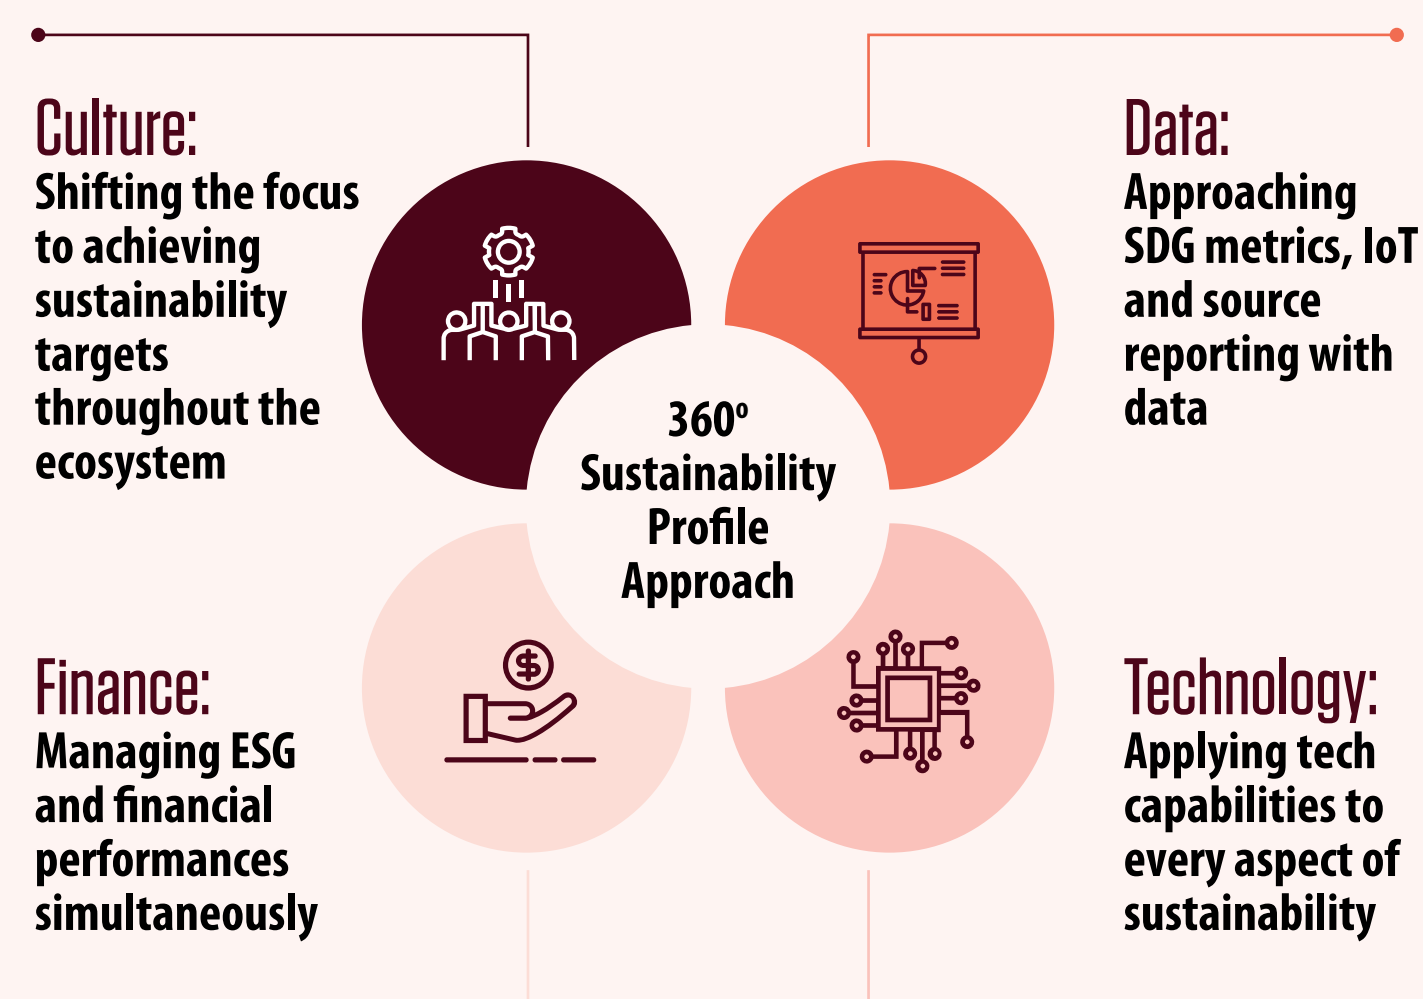 Culture:
Shifting the focus
to achieving
sustainability
targets
throughout the
ecosystem
Data:
Approaching
SDG metrics, IoT
and source
reporting with
data
360º
Sustainability
Profile
Approach
Finance:
Managing ESG
and financial
performances
simultaneously
Technology:
Applying tech
capabilities to
every aspect of
sustainability